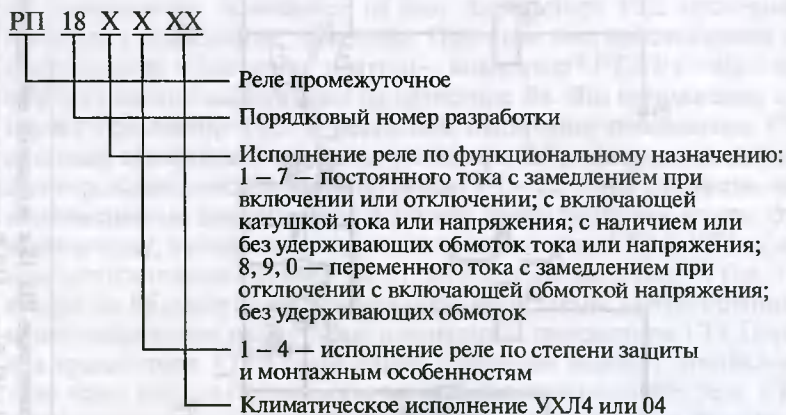 РП 18 Х Х ХХ
Реле промежуточное
Порядковый номер разработки
Исполнение реле по функциональному назначению:
1 – 7 — постоянного тока с замедлением при
включении или отключении; с включающей
катушкой тока или напряжения; с наличием или
без удерживающих обмоток тока или напряжения;
8, 9, 0 — переменного тока с замедлением при
отключении с включающей обмоткой напряжения;
без удерживающих обмоток
1 – 4 — исполнение реле по степени защиты
и монтажным особенностям
Климатическое исполнение УХЛ4 или 04